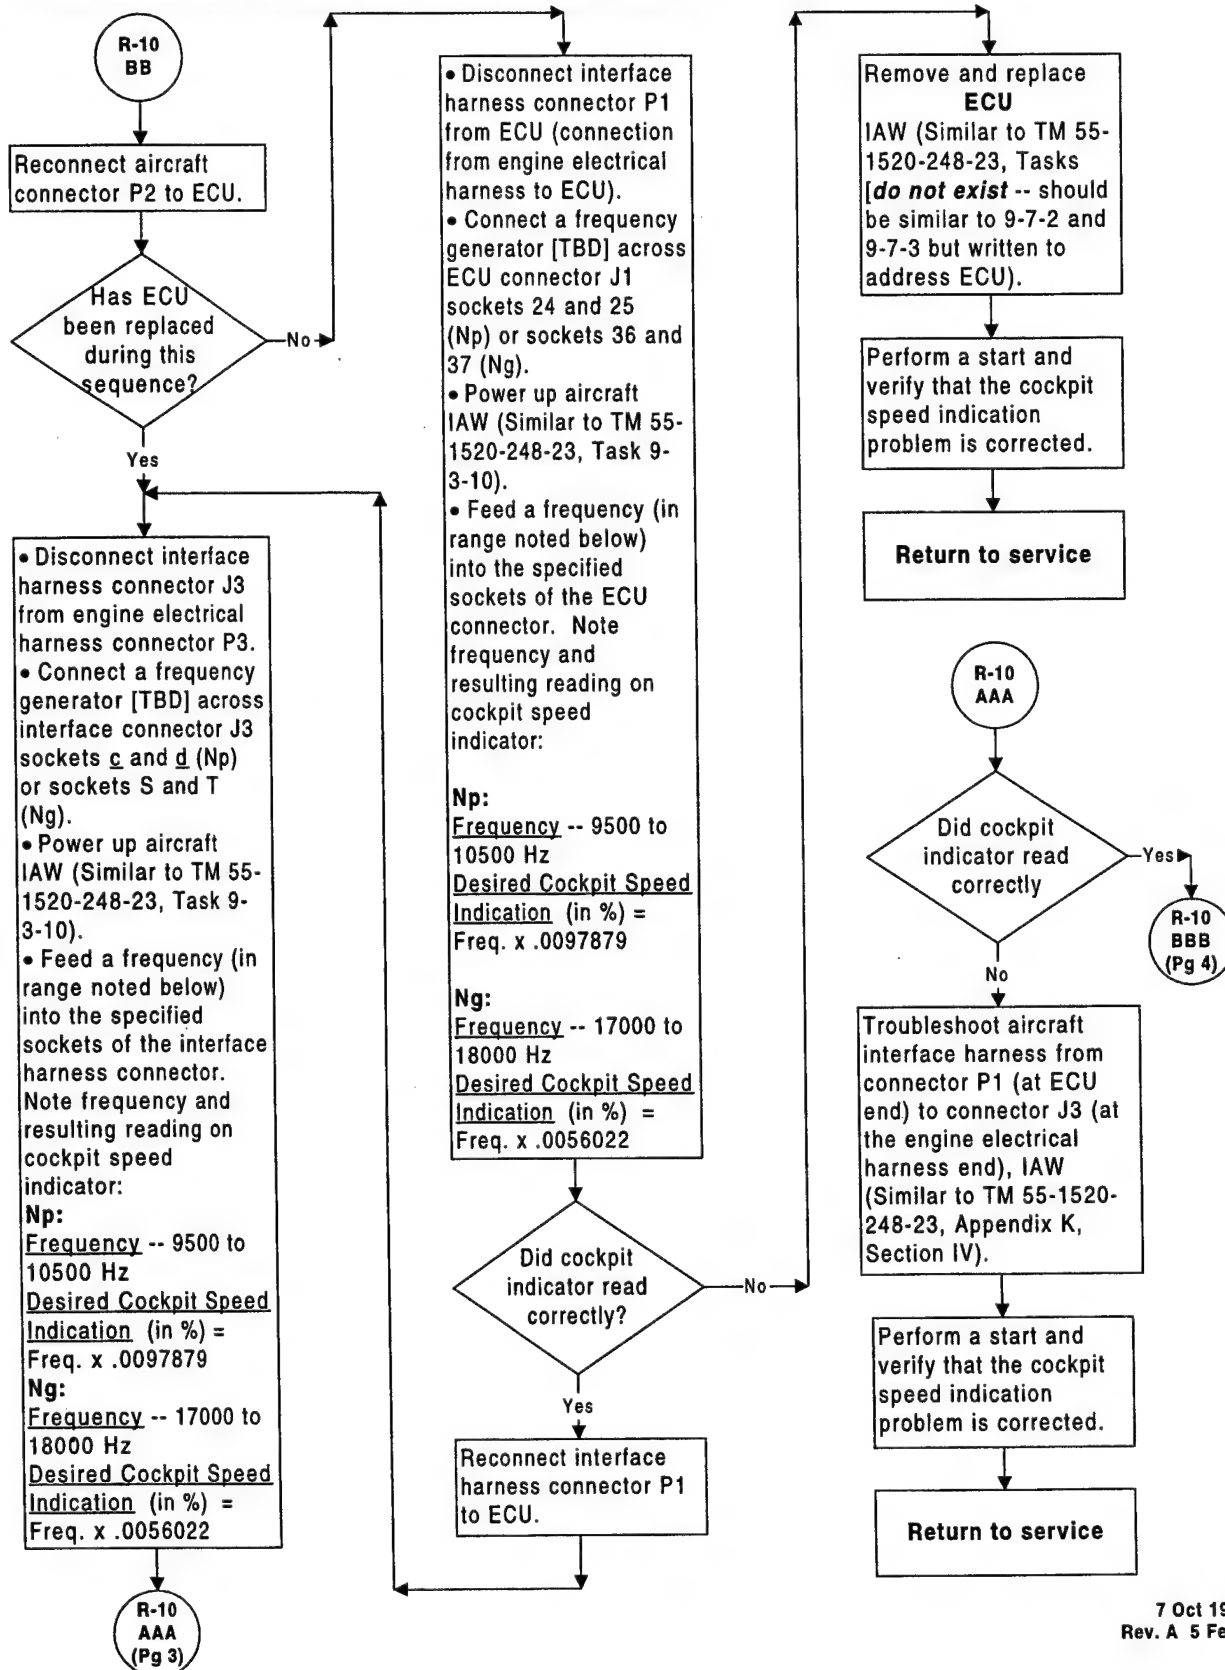 R-10
BB
Reconnect aircraft
connector P2 to ECU.
Has ECU
been replaced
during this
sequence?
No
Yes
• Disconnect interface
harness connector J3
from engine electrical
harness connector P3.
• Connect a frequency
generator [TBD] across
interface connector J3
sockets c and d (Np)
or sockets S and T
(Ng).
• Power up aircraft
IAW (Similar to TM 55-
1520-248-23, Task 9-
3-10).
• Feed a frequency (in
range noted below)
into the specified
sockets of the interface
harness connector.
Note frequency and
resulting reading on
cockpit speed
indicator:
Np:
Frequency -- 9500 to
10500 Hz
Desired Cockpit Speed
Indication (in %) =
Freq. x .0097879
Ng:
Frequency -- 17000 to
18000 Hz
Desired Cockpit Speed
Indication (in %) =
Freq. x .0056022
R-10
AAA
(Pg 3)
• Disconnect interface
harness connector P1
from ECU (connection
from engine electrical
harness to ECU).
• Connect a frequency
generator [TBD] across
ECU connector J1
sockets 24 and 25
(Np) or sockets 36 and
37 (Ng).
• Power up aircraft
IAW (Similar to TM 55-
1520-248-23, Task 9-
3-10).
• Feed a frequency (in
range noted below)
into the specified
sockets of the ECU
connector. Note
frequency and
resulting reading on
cockpit speed
indicator:
Np:
Frequency -- 9500 to
10500 Hz
Desired Cockpit Speed
Indication (in %) =
Freq. x .0097879
Ng:
Frequency -- 17000 to
18000 Hz
Desired Cockpit Speed
Indication (in %) =
Freq. x .0056022
Did cockpit
indicator read
correctly?
No
Yes
Reconnect interface
harness connector P1
to ECU.
Remove and replace
ECU
IAW (Similar to TM 55-
1520-248-23, Tasks
[do not exist -- should
be similar to 9-7-2 and
9-7-3 but written to
address ECU).
Perform a start and
verify that the cockpit
speed indication
problem is corrected.
Return to service
R-10
AAA
Did cockpit
indicator read
correctly
Yes
R-10
BBB
(Pg 4)
No
Troubleshoot aircraft
interface harness from
connector P1 (at ECU
end) to connector J3 (at
the engine electrical
harness end), IAW
(Similar to TM 55-1520-
248-23, Appendix K,
Section IV).
Perform a start and
verify that the cockpit
speed indication
problem is corrected.
Return to service
7 Oct 19
Rev. A 5 Fe